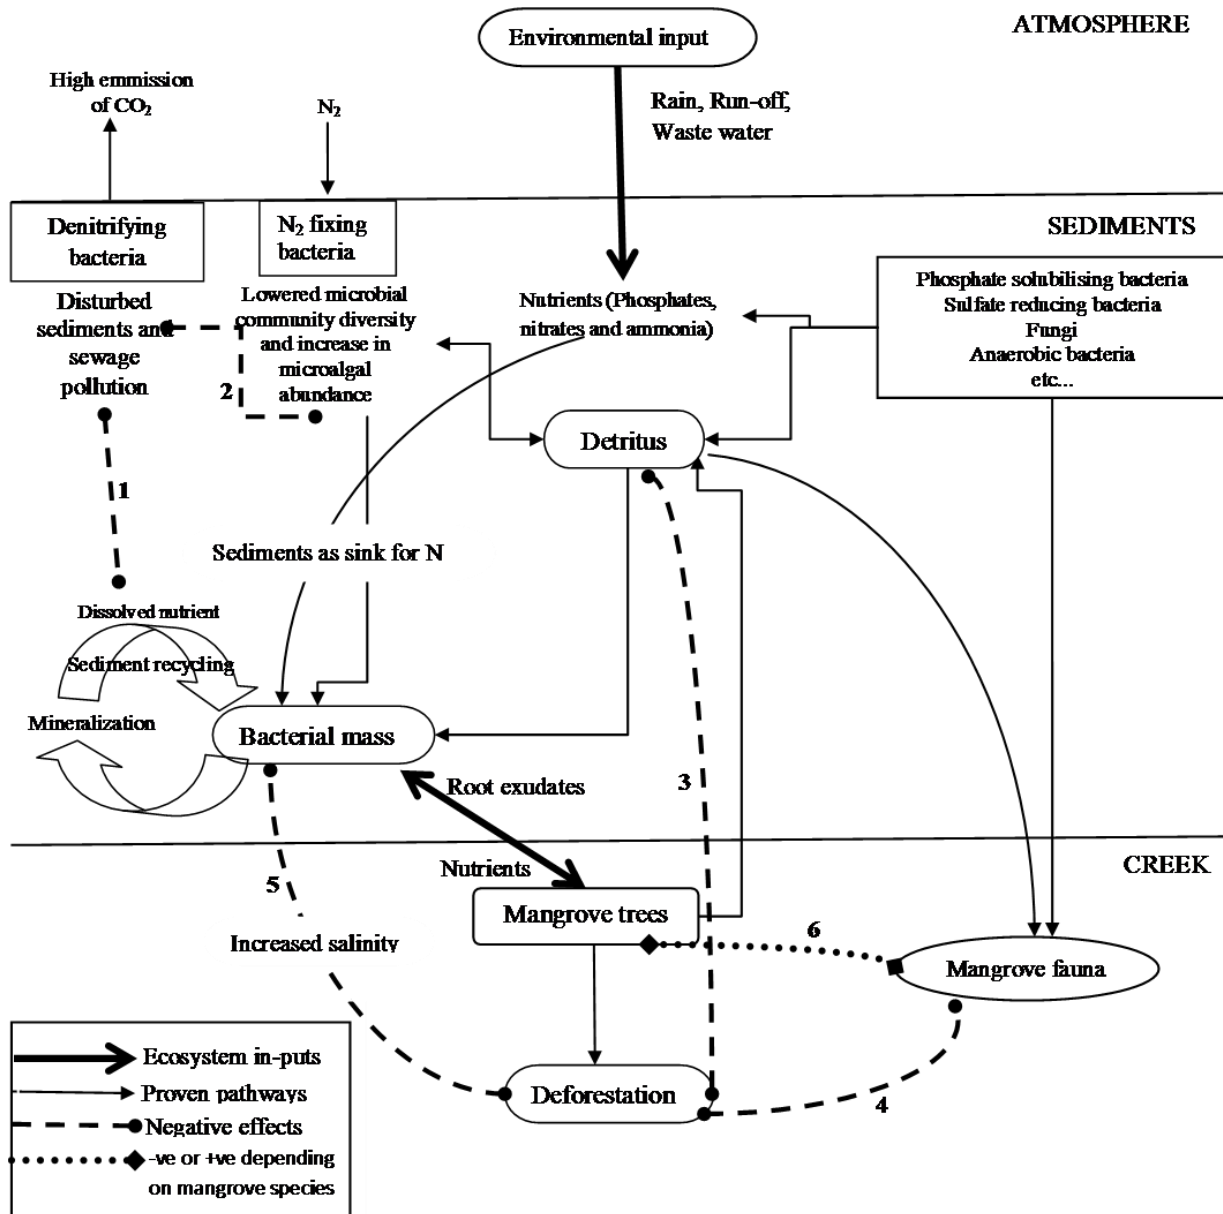 Environmental input
ATMOSPHERE
High emmission
of CO₂
N₂
Rain, Run-off,
Waste water
Denitrifying
bacteria
N₂ fixing
bacteria
SEDIMENTS
Phosphate solubilising bacteria
Sulfate reducing bacteria
Fungi
Anaerobic bacteria
etc...
Disturbed
sediments and
sewage
pollution
Lowered microbial
community diversity
and increase in
microalgal
abundance
Nutrients (Phosphates,
nitrates and ammonia)
2
Detritus
1
Sediments as sink for N
Dissolved nutrient
Sediment recycling
Mineralization
Bacterial mass
Root exudates
3
CREEK
Nutrients
5
Mangrove trees
6
Increased salinity
Mangrove fauna
Deforestation
4
Ecosystem in-puts
Proven pathways
Negative effects
-ve or +ve depending
on mangrove species